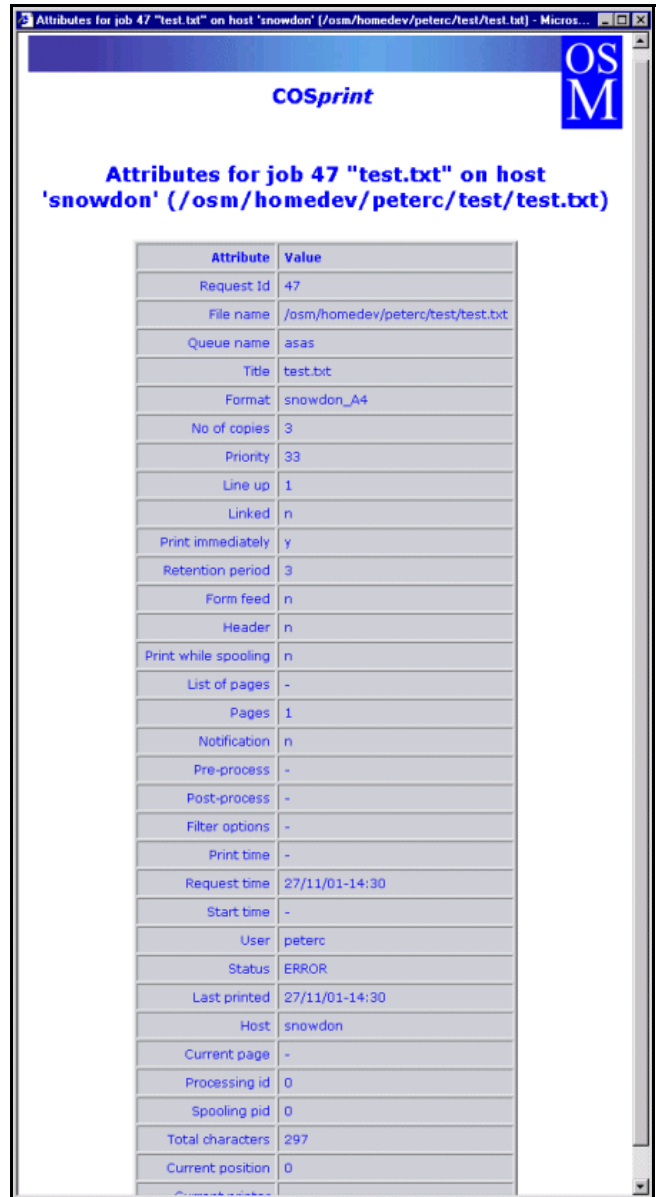 Attributes for job 47 "test.txt" on host 'snowdon' (/osm/homedev/peterc/test/test.txt) - Micros...
OS
M
COSprint
Attributes for job 47 "test.txt" on host
'snowdon' (/osm/homedev/peterc/test/test.txt)
Attribute Value
Request Id 47
File name /osm/homedev/peterc/test/test.txt
Queue name asas
Title test.txt
Format snowdon_A4
No of copies 3
Priority 33
Line up 1
Linked n
Print immediately y
Retention period 3
Form feed n
Header n
Print while spooling n
List of pages -
Pages 1
Notification n
Pre-process -
Post-process -
Filter options -
Print time -
Request time 27/11/01-14:30
Start time -
User peterc
Status ERROR
Last printed 27/11/01-14:30
Host snowdon
Current page -
Processing id 0
Spooling pid 0
Total characters 297
Current position 0
Current printer